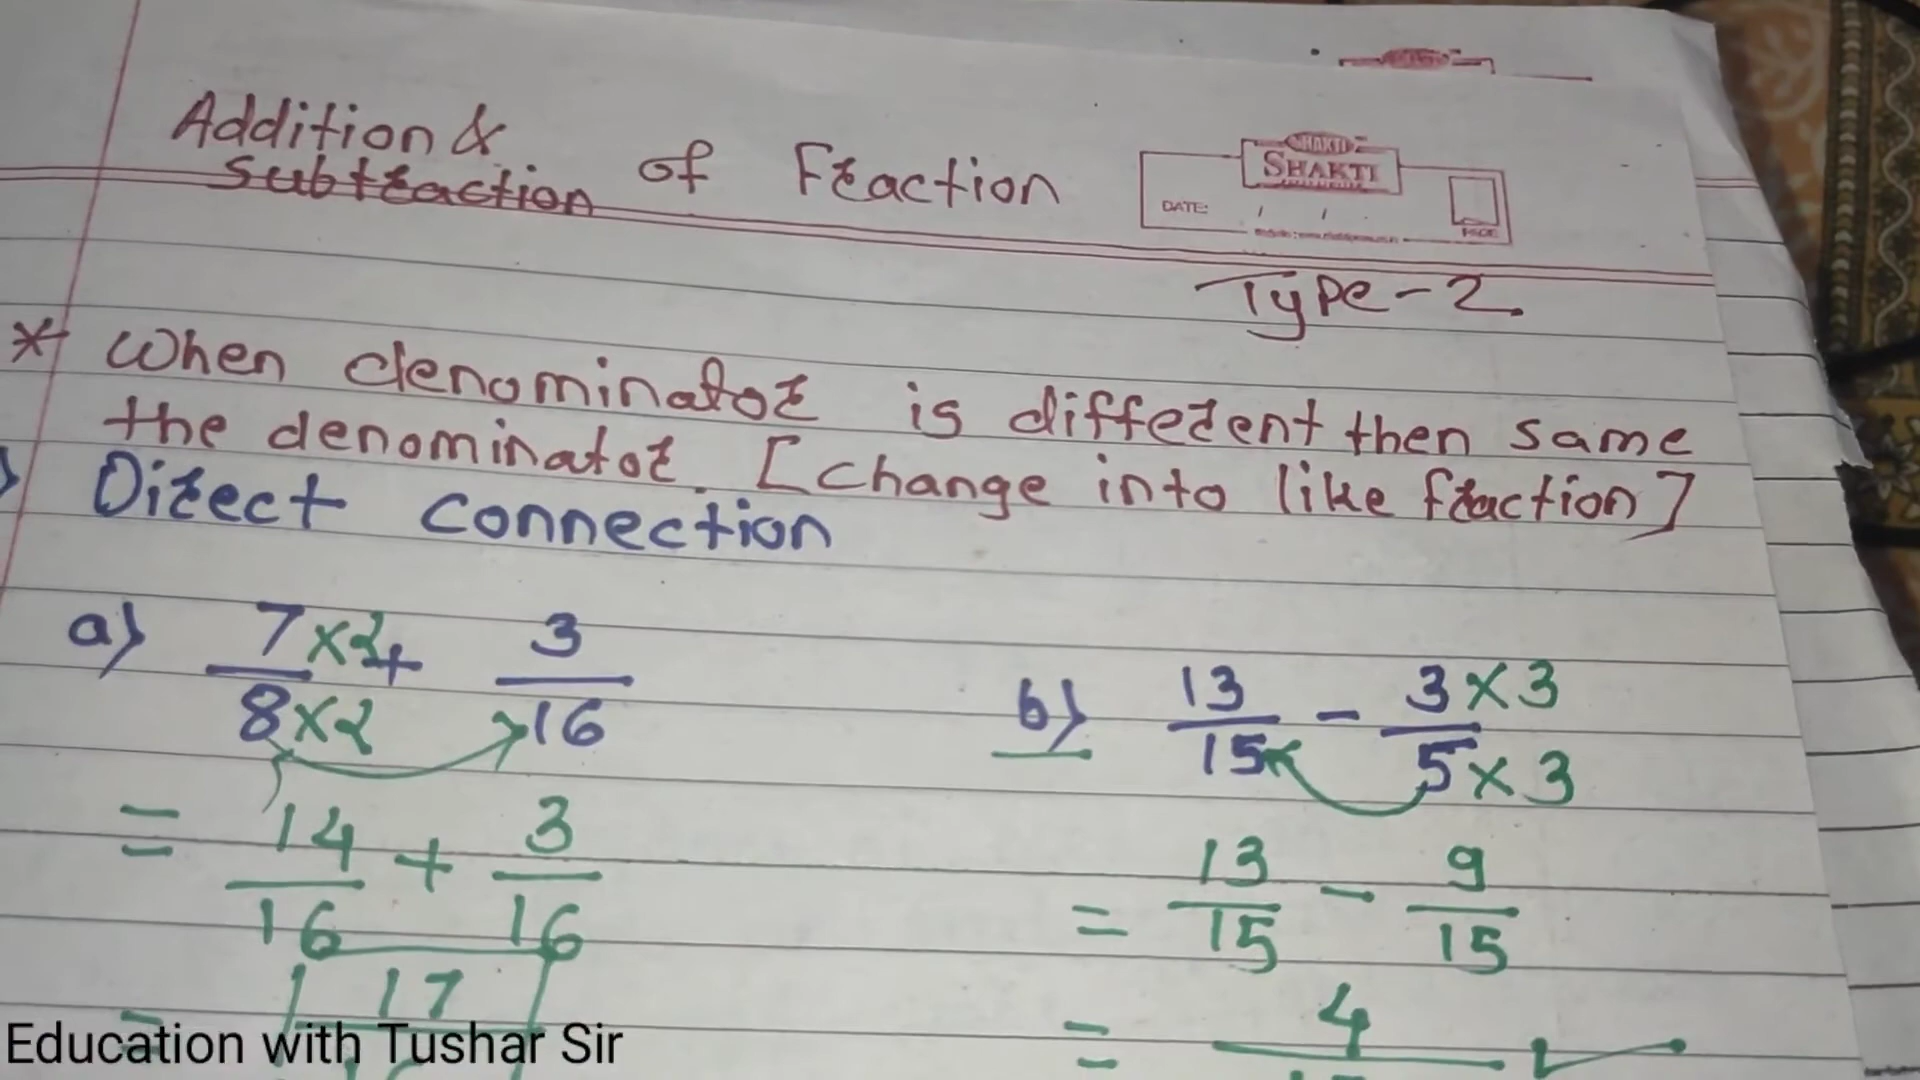 Addition &
Subtraction of Fraction
SHAKTI
SHAKTI
DATE: / /
PAGE:
Type-2.
* When denominator is different then same
the denominator. [change into like fraction]
Direct connection
a) 7×2/8×2 + 3/16
b) 13/15 - 3×3/5×3
= 14/16 + 3/16
= 13/15 - 9/15
= 17
= 4
Education with Tushar Sir